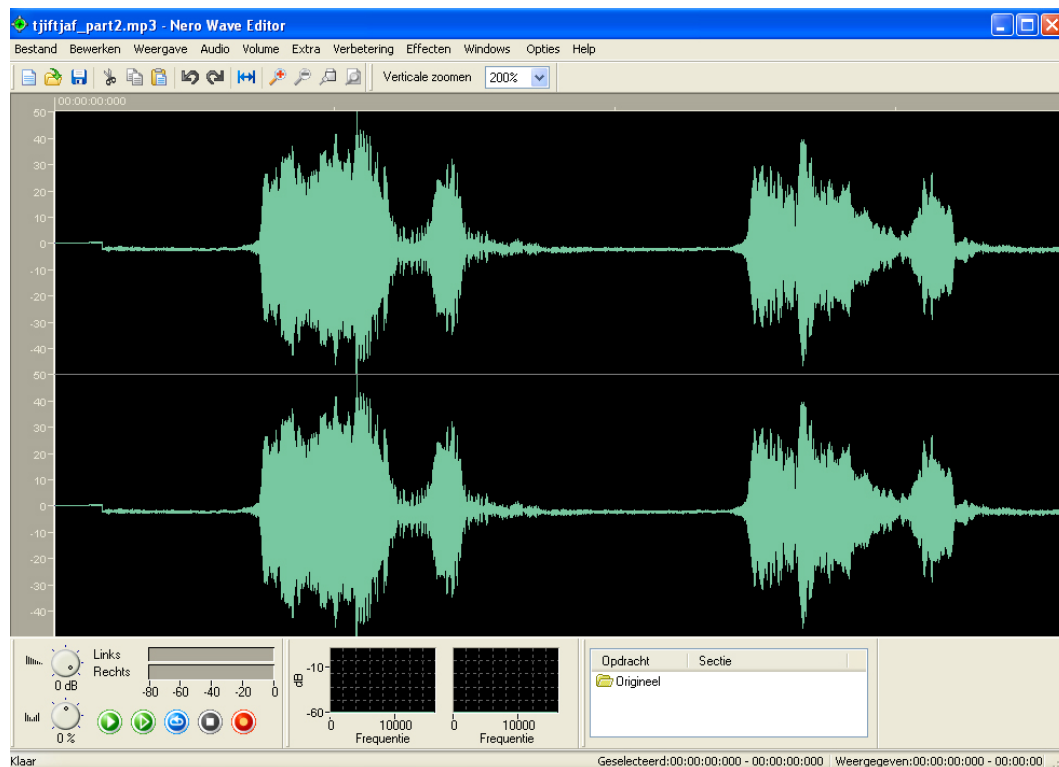 tjiftjaf_part2.mp3 - Nero Wave Editor
Bestand Bewerken Weergave Audio Volume Extra Verbetering Effecten Windows Opties Help
Verticale zoomen 200%
00:00:00:000
50
40
30
20
10
0
-10
-20
-30
-40
50
40
30
20
10
0
-10
-20
-30
-40
Links
Rechts
-80 -60 -40 -20 0
0 dB
0 %
dB
-10
-60
0 10000
Frequentie
0 10000
Frequentie
Opdracht Sectie
Origineel
Klaar
Geselecteerd:00:00:00:000 - 00:00:00:000 Weergegeven:00:00:00:000 - 00:00:00